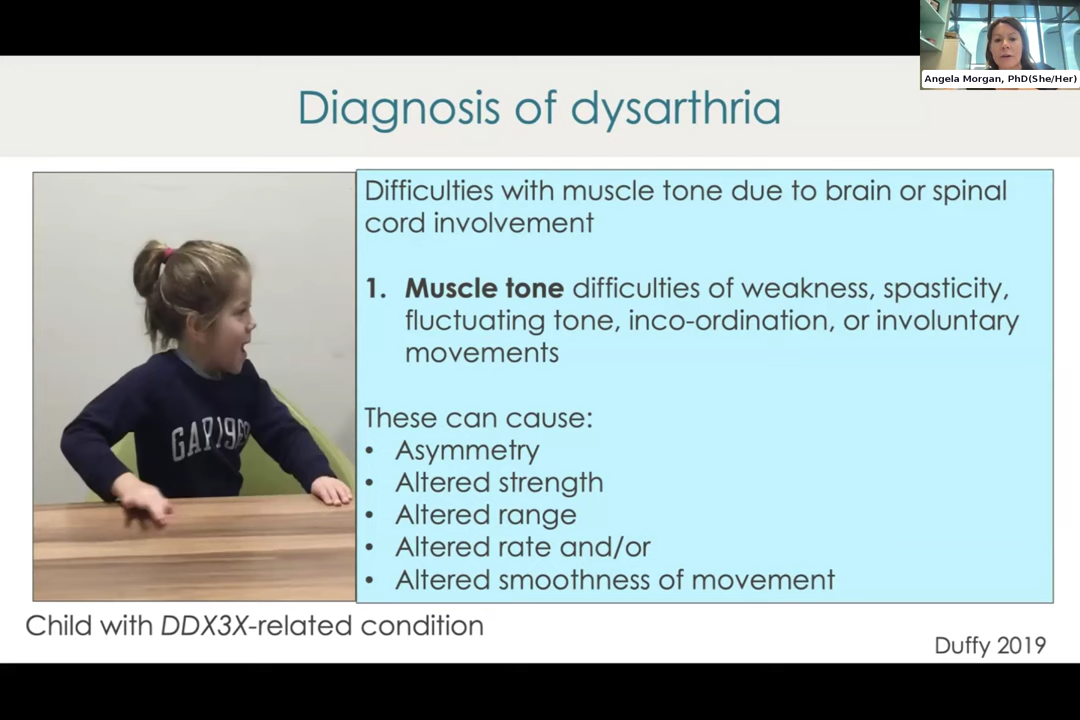 Angela Morgan, PhD(She/Her)
Diagnosis of dysarthria
Difficulties with muscle tone due to brain or spinal
cord involvement
1. Muscle tone difficulties of weakness, spasticity,
fluctuating tone, inco-ordination, or involuntary
movements
These can cause:
• Asymmetry
• Altered strength
• Altered range
• Altered rate and/or
• Altered smoothness of movement
GAP 1969
Child with DDX3X-related condition
Duffy 2019